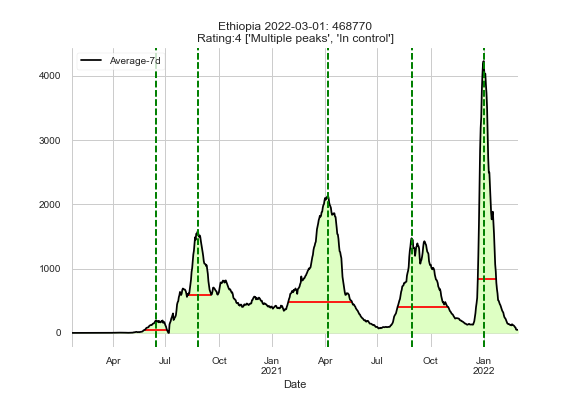 Ethiopia 2022-03-01: 468770
Rating:4 ['Multiple peaks', 'In control']
Average-7d
4000
3000
2000
1000
0
Apr
Jul
Oct
Jan
2021
Apr
Jul
Oct
Jan
2022
Date